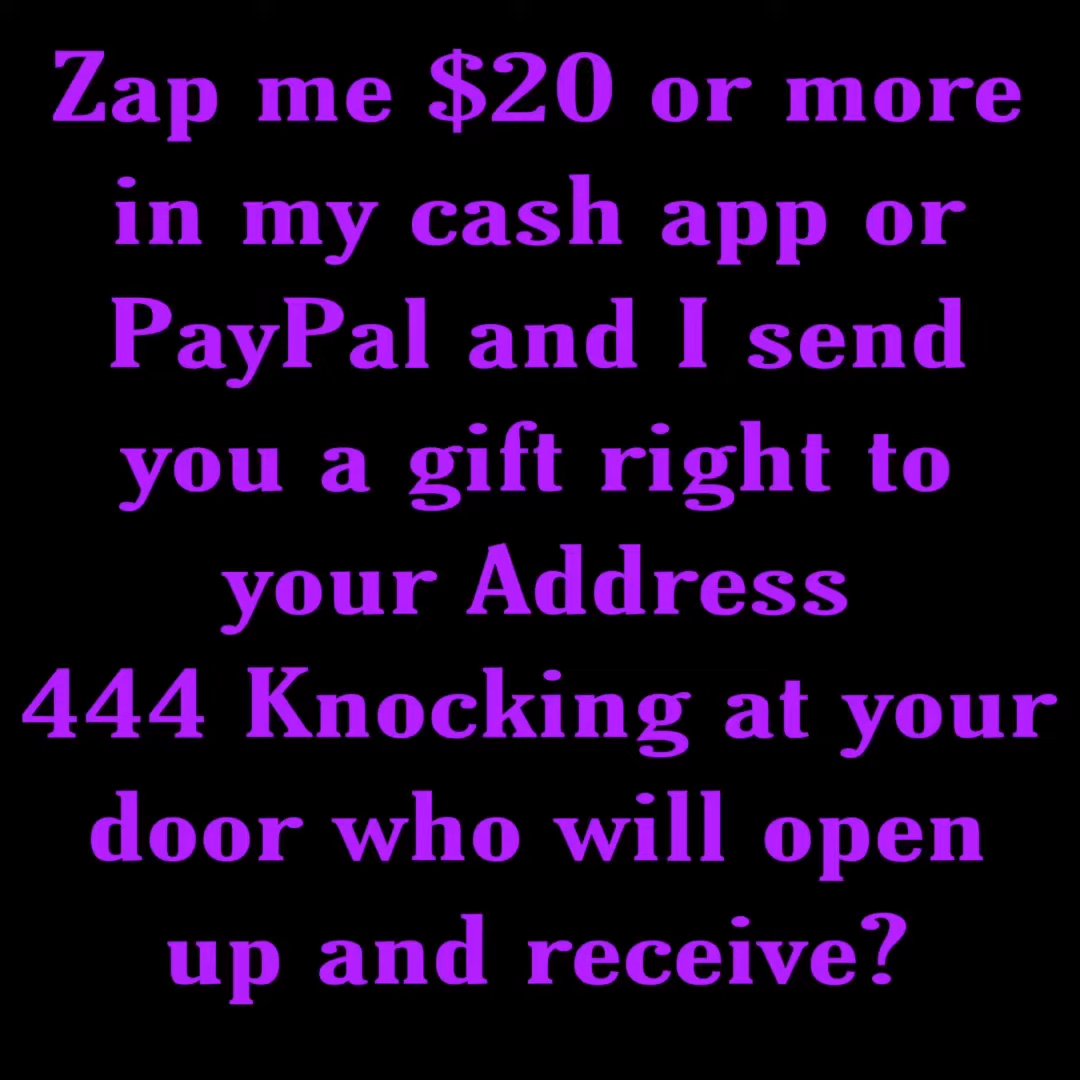 Zap me $20 or more
in my cash app or
PayPal and I send
you a gift right to
your Address
444 Knocking at your
door who will open
up and receive?